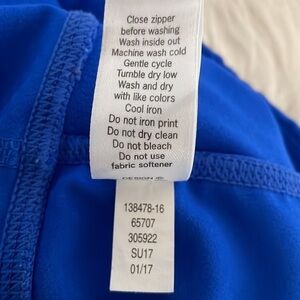 Close zipper
before washing
Wash inside out
Machine wash cold
Gentle cycle
Tumble dry low
Wash and dry
with like colors
Cool iron
Do not iron print
Do not dry clean
Do not bleach
Do not use
fabric softener
DESIGN ©
138478-16
65707
305922
SU17
01/17